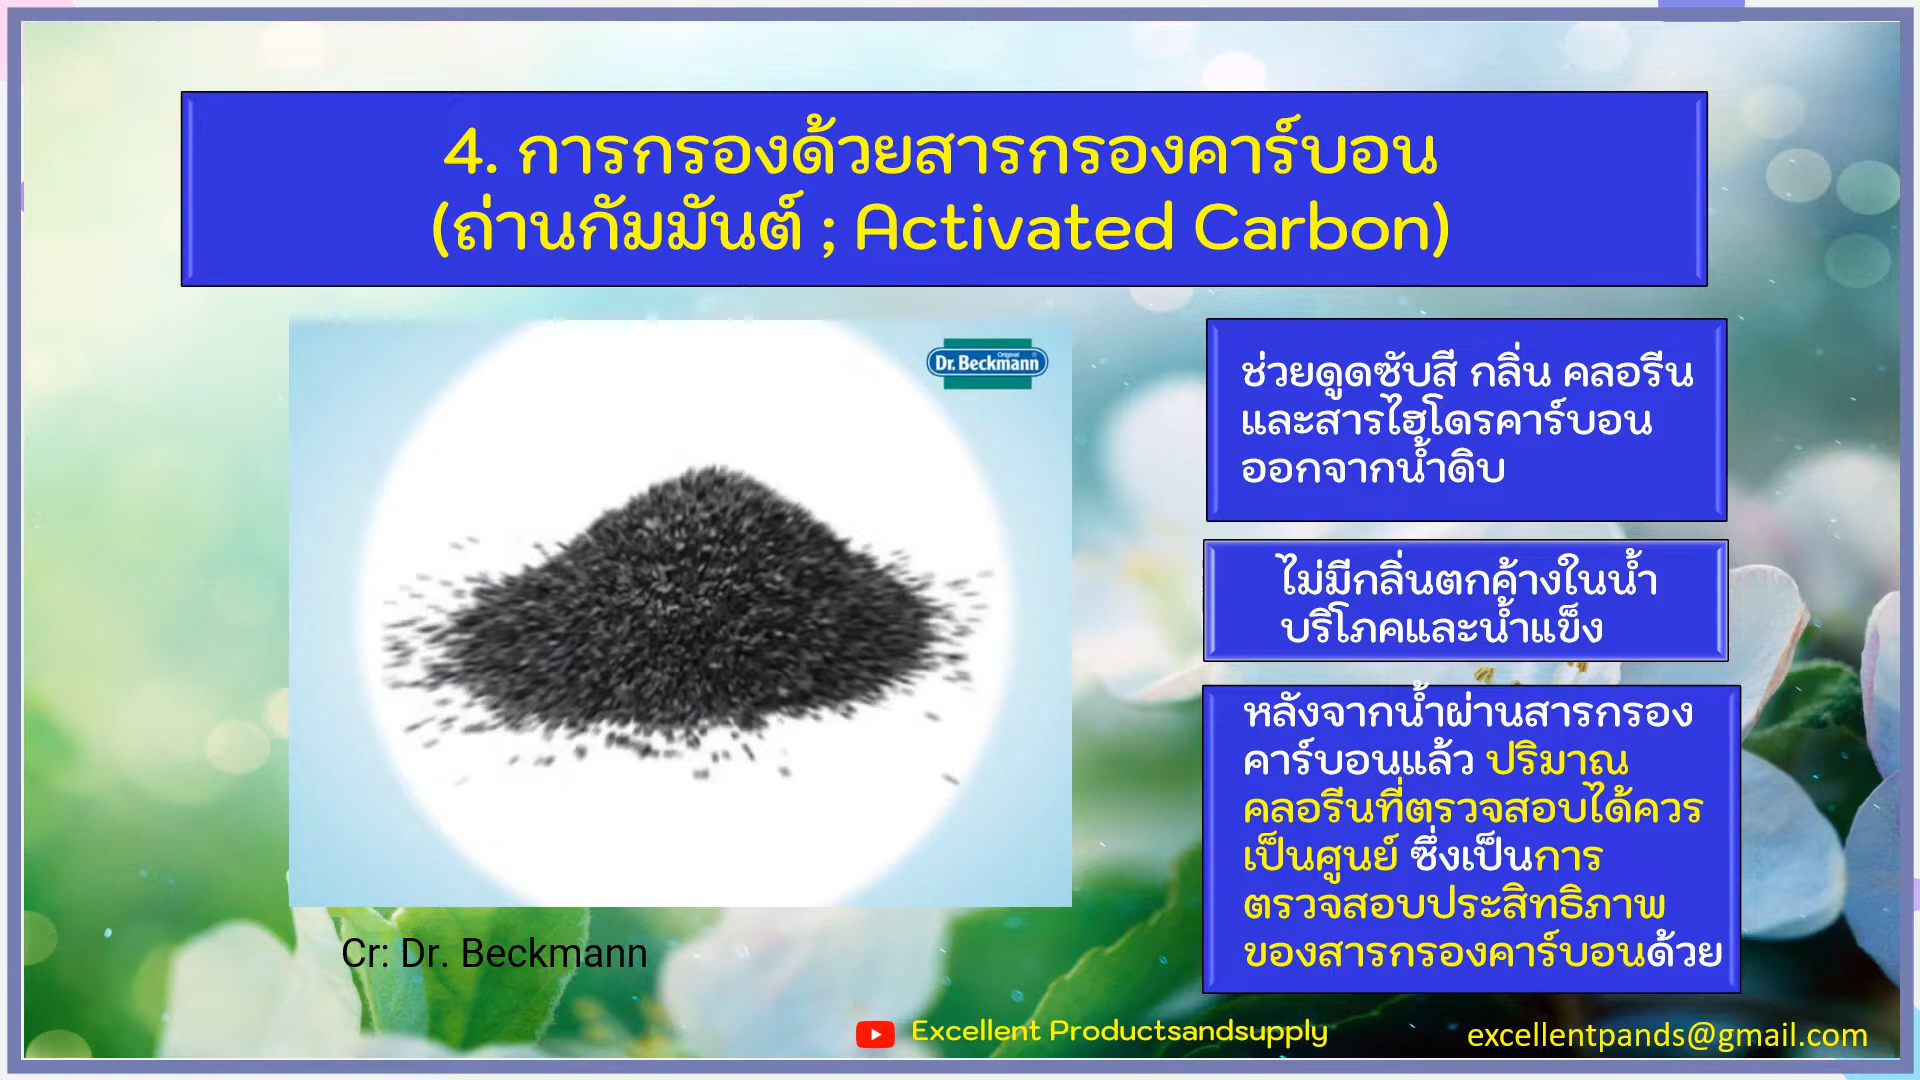 4. การกรองด้วยสารกรองคาร์บอน
(ถ่านกัมมันต์ ; Activated Carbon)
Original
Dr. Beckmann
ช่วยดูดซับสี กลิ่น คลอรีน
และสารไฮโดรคาร์บอน
ออกจากน้ำดิบ
ไม่มีกลิ่นตกค้างในน้ำ
บริโภคและน้ำแข็ง
หลังจากน้ำผ่านสารกรอง
คาร์บอนแล้ว ปริมาณ
คลอรีนที่ตรวจสอบได้ควร
เป็นศูนย์ ซึ่งเป็นการ
ตรวจสอบประสิทธิภาพ
ของสารกรองคาร์บอนด้วย
Cr: Dr. Beckmann
Excellent Productsandsupply
excellentpands@gmail.com